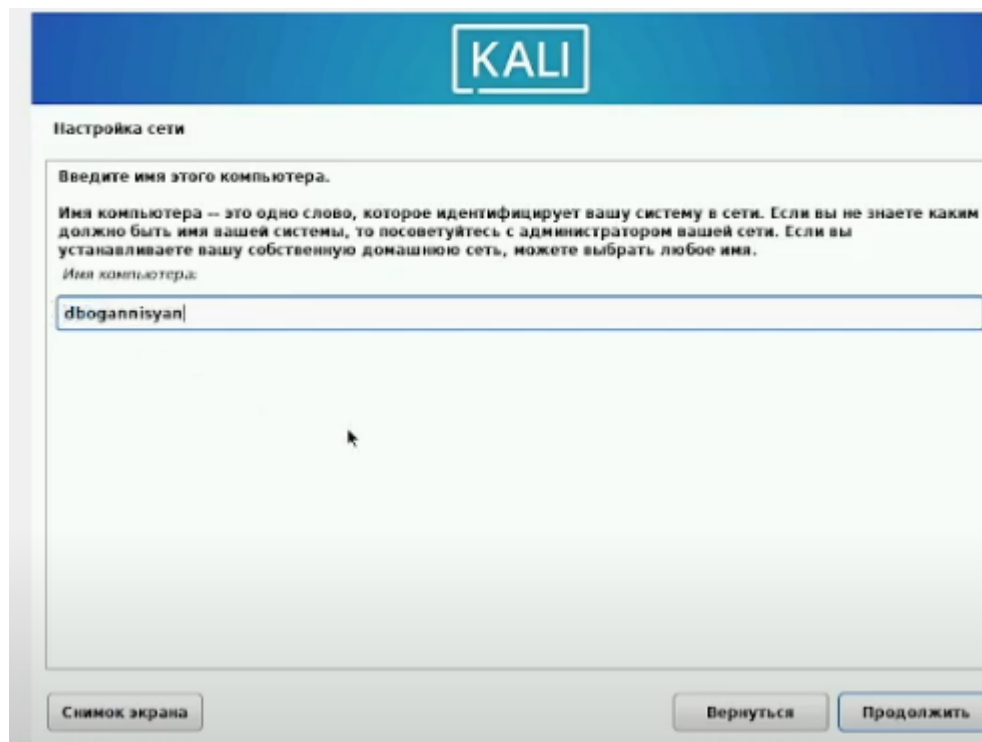 KALI
Настройка сети
Введите имя этого компьютера.
Имя компьютера -- это одно слово, которое идентифицирует вашу систему в сети. Если вы не знаете каким
должно быть имя вашей системы, то посоветуйтесь с администратором вашей сети. Если вы
устанавливаете вашу собственную домашнюю сеть, можете выбрать любое имя.
Имя компьютера:
dbogannisyan
Снимок экрана
Вернуться
Продолжить